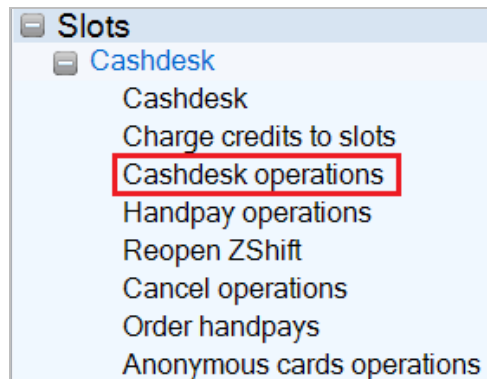 Slots
Cashdesk
Cashdesk
Charge credits to slots
Cashdesk operations
Handpay operations
Reopen ZShift
Cancel operations
Order handpays
Anonymous cards operations